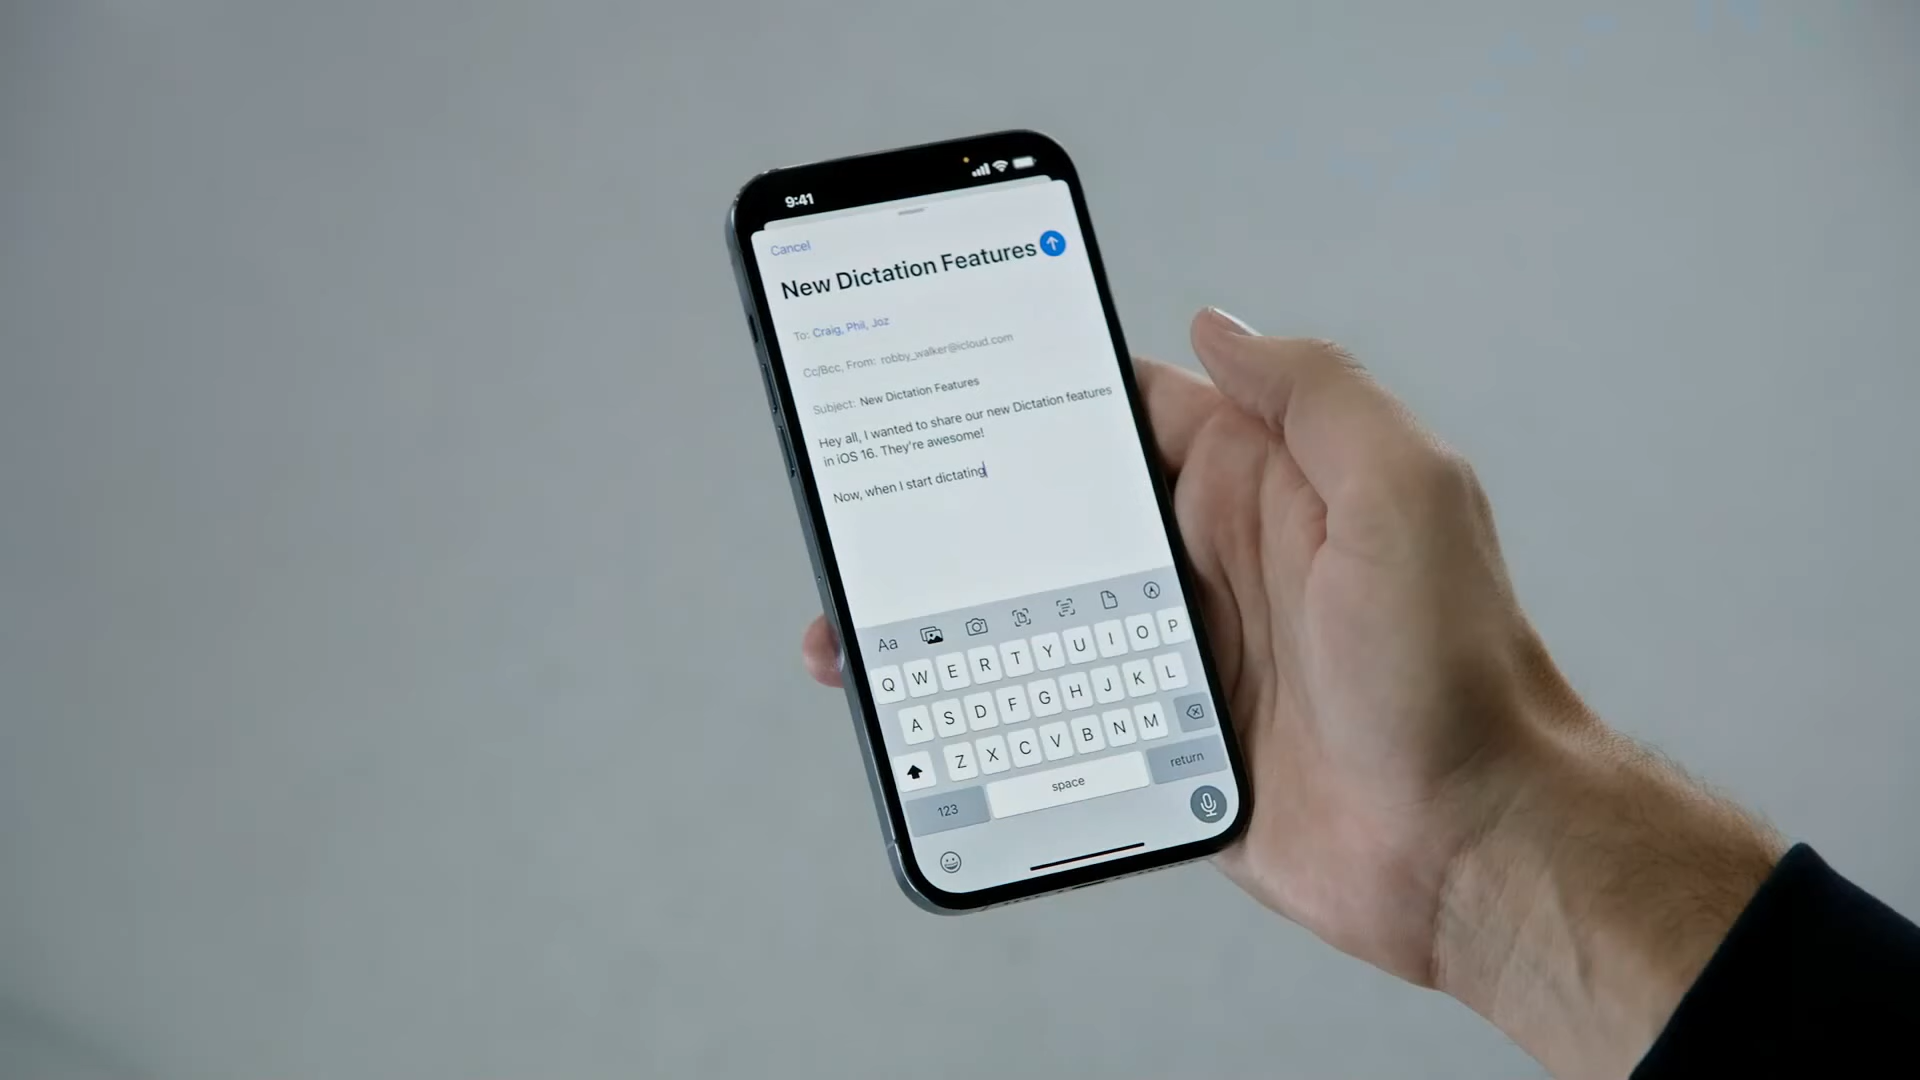 9:41
Cancel
New Dictation Features
To: Craig, Phil, Joz
Cc/Bcc, From: robby_walker@icloud.com
Subject: New Dictation Features
Hey all, I wanted to share our new Dictation features
in iOS 16. They're awesome!
Now, when I start dictating
Aa
Q W E R T Y U I O P
A S D F G H J K L
Z X C V B N M
123 space return